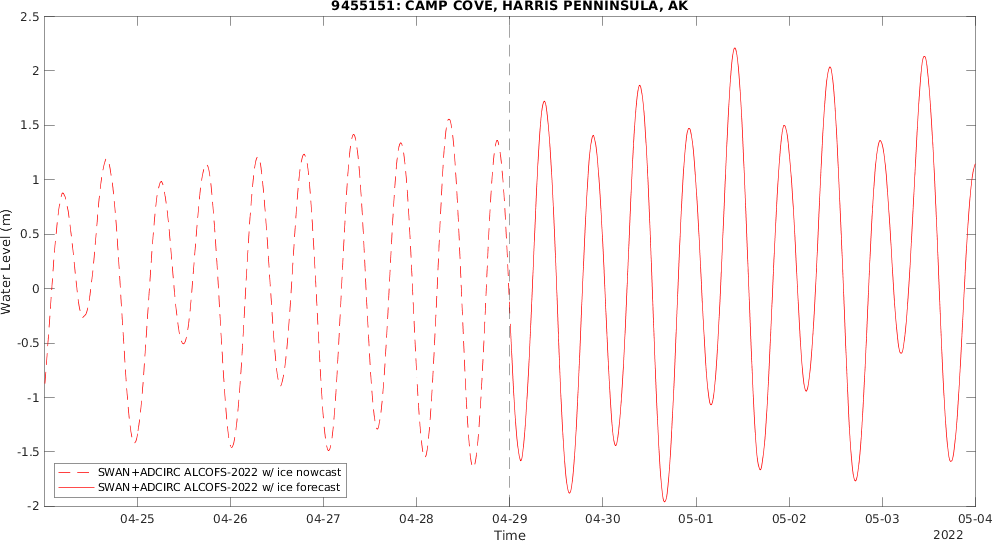 9455151: CAMP COVE, HARRIS PENNINSULA, AK
2.5
2
1.5
1
0.5
0
-0.5
-1
-1.5
-2
Water Level (m)
SWAN+ADCIRC ALCOFS-2022 w/ ice nowcast
SWAN+ADCIRC ALCOFS-2022 w/ ice forecast
04-25 04-26 04-27 04-28 04-29 04-30 05-01 05-02 05-03 05-04
Time
2022